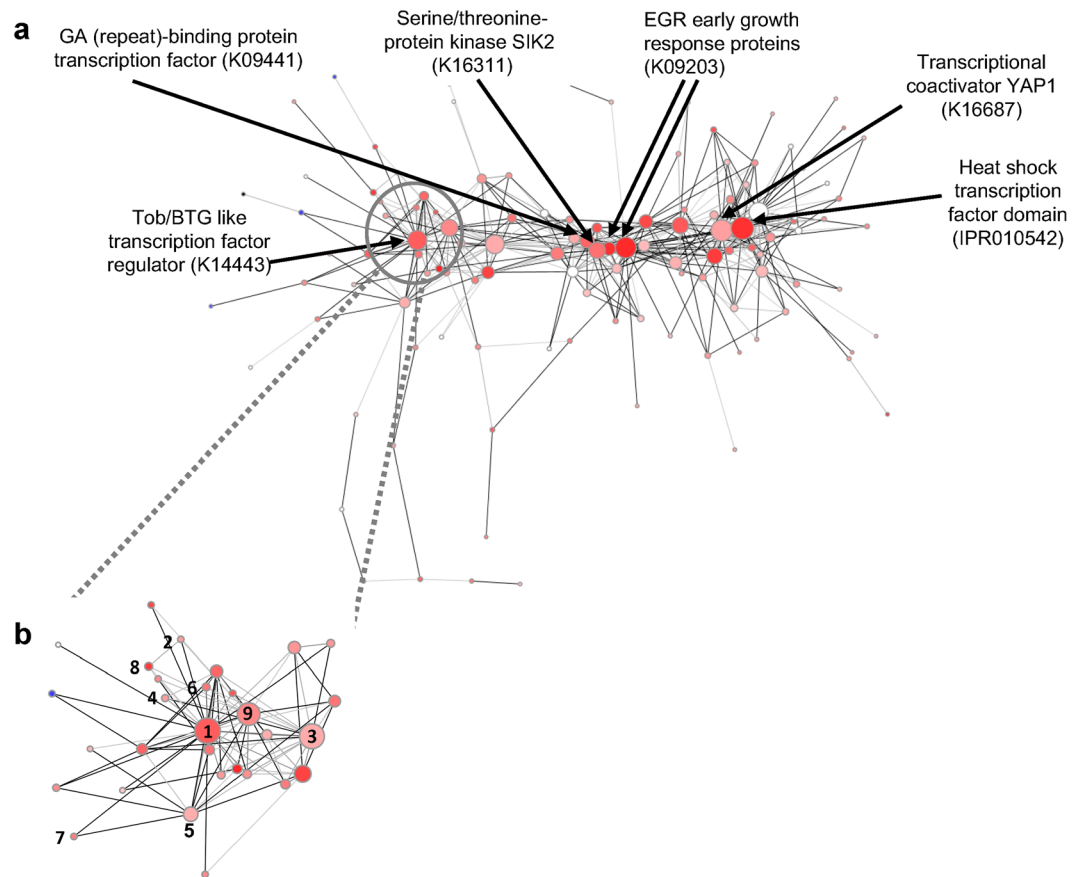 a
GA (repeat)-binding protein
transcription factor (K09441)
Serine/threonine-
protein kinase SIK2
(K16311)
EGR early growth
response proteins
(K09203)
Transcriptional
coactivator YAP1
(K16687)
Heat shock
transcription
factor domain
(IPR010542)
Tob/BTG like
transcription factor
regulator (K14443)
b
2
8
6
4
9
1
3
5
7